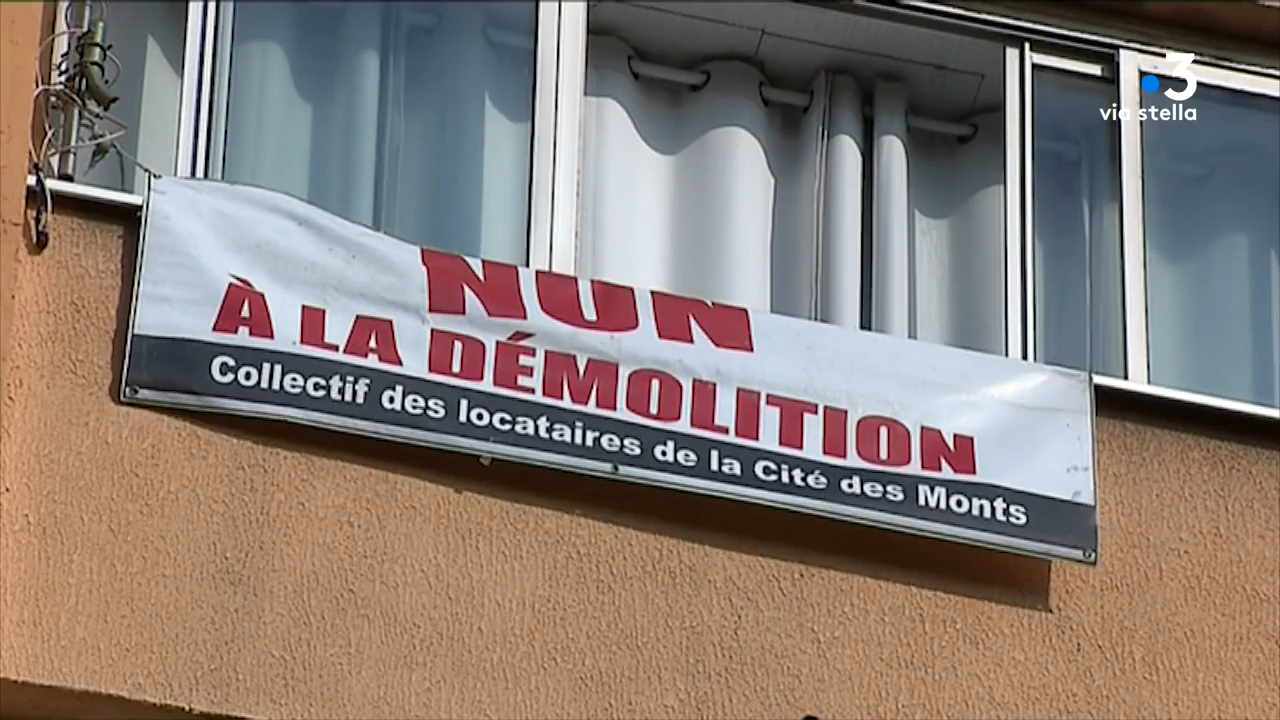 3
via stella
NON
À LA DÉMOLITION
Collectif des locataires de la Cité des Monts